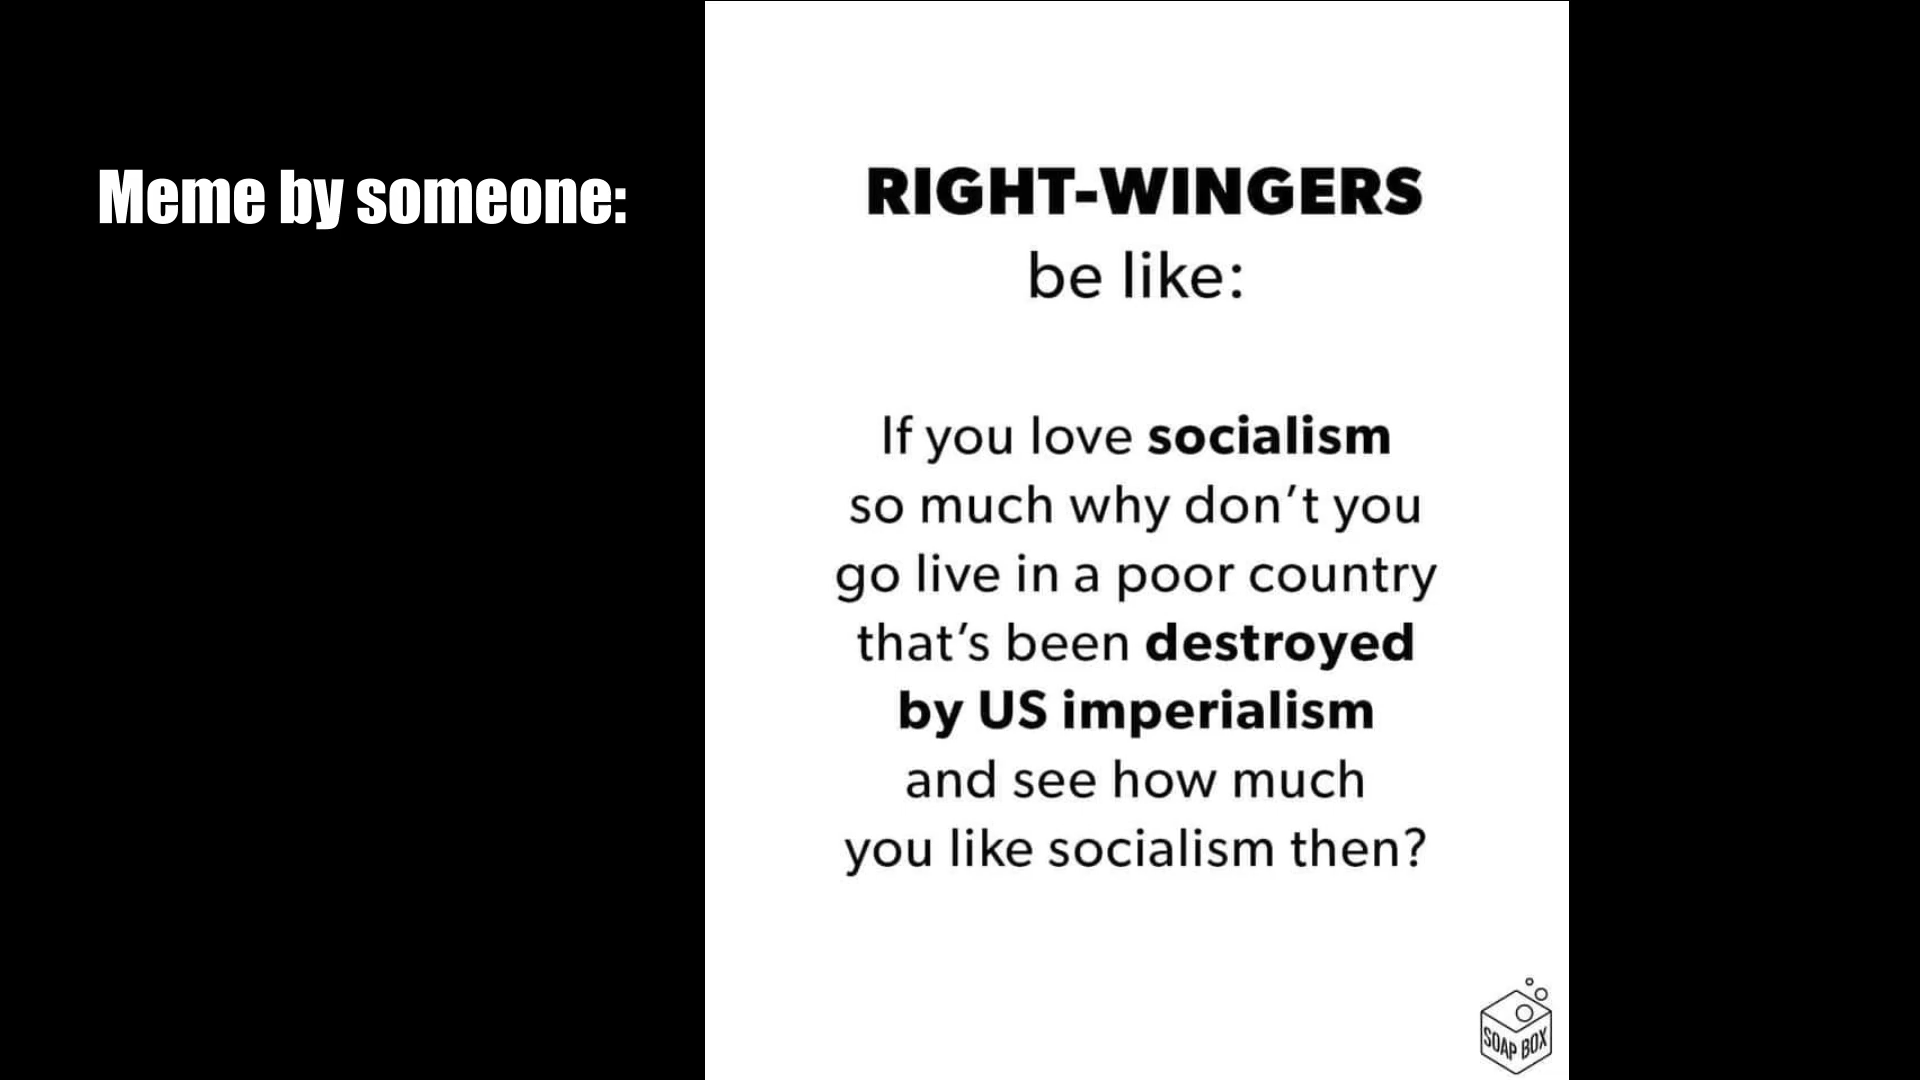 Meme by someone:
RIGHT-WINGERS
be like:
If you love socialism
so much why don’t you
go live in a poor country
that’s been destroyed
by US imperialism
and see how much
you like socialism then?
SOAP BOX